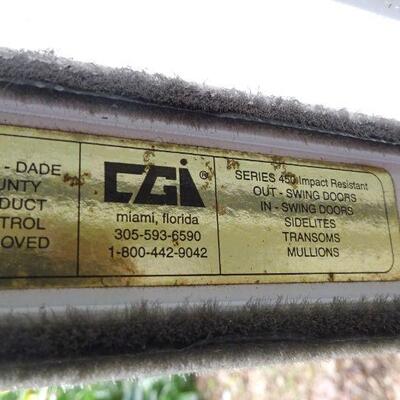 - DADE
UNTY
DUCT
TROL
OVED
CGI®
miami, florida
305-593-6590
1-800-442-9042
SERIES 450 Impact Resistant
OUT - SWING DOORS
IN - SWING DOORS
SIDELITES
TRANSOMS
MULLIONS